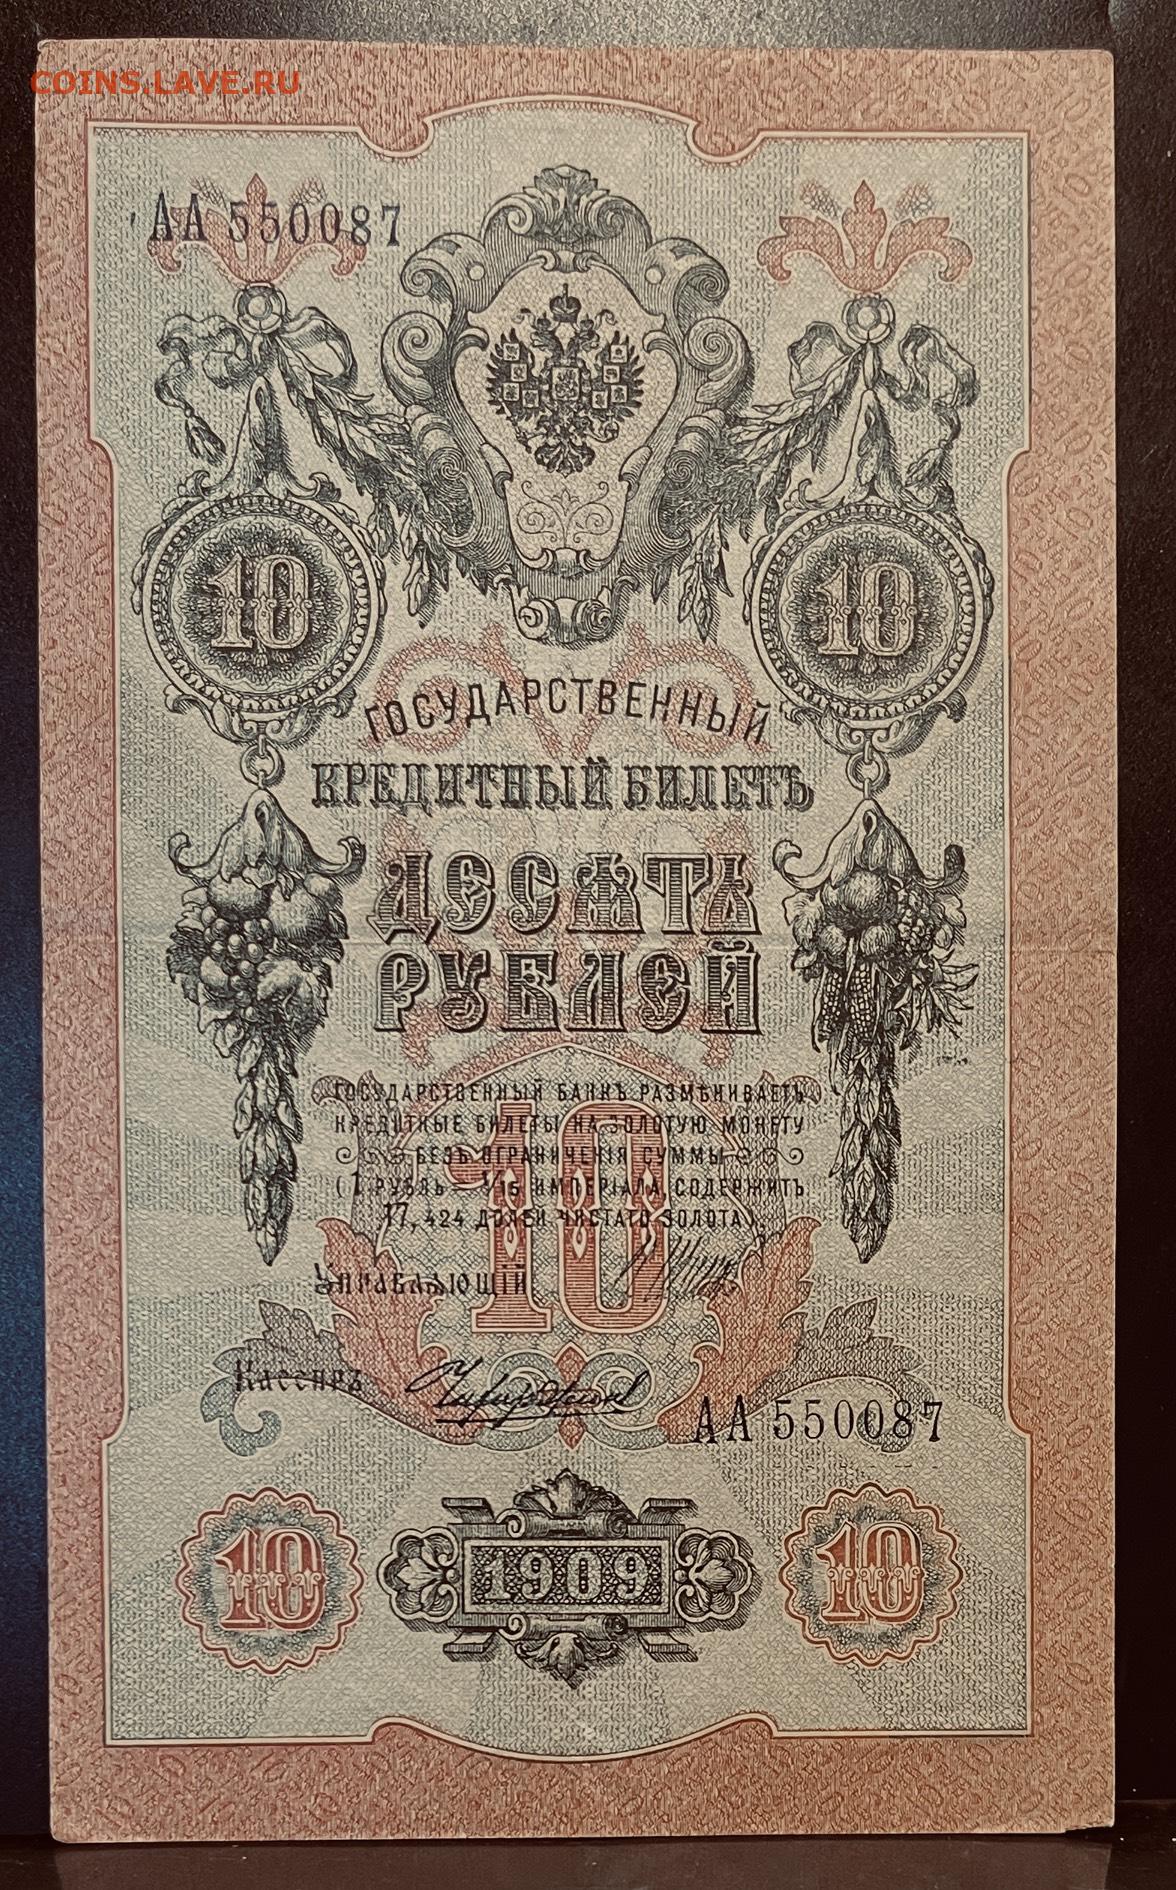 COINS.LAVE.RU
АА 550087
10 10
ГОСУДАРСТВЕННЫЙ
КРЕДИТНЫЙ БИЛЕТЪ
ДЕСѦТЬ
РУБЛЕЙ
ГОСУДАРСТВЕННЫЙ БАНКЪ РАЗМѢНИВАЕТЪ
КРЕДИТНЫЕ БИЛЕТЫ НА ЗОЛОТУЮ МОНЕТУ
БЕЗЪ ОГРАНИЧЕНІЯ СУММЫ
(1 РУБЛЬ = 1/15 ИМПЕРІАЛА, СОДЕРЖИТЪ
17,424 ДОЛЕЙ ЧИСТАГО ЗОЛОТА).
10
Управляющій
Кассиръ
АА 550087
10 1909 10